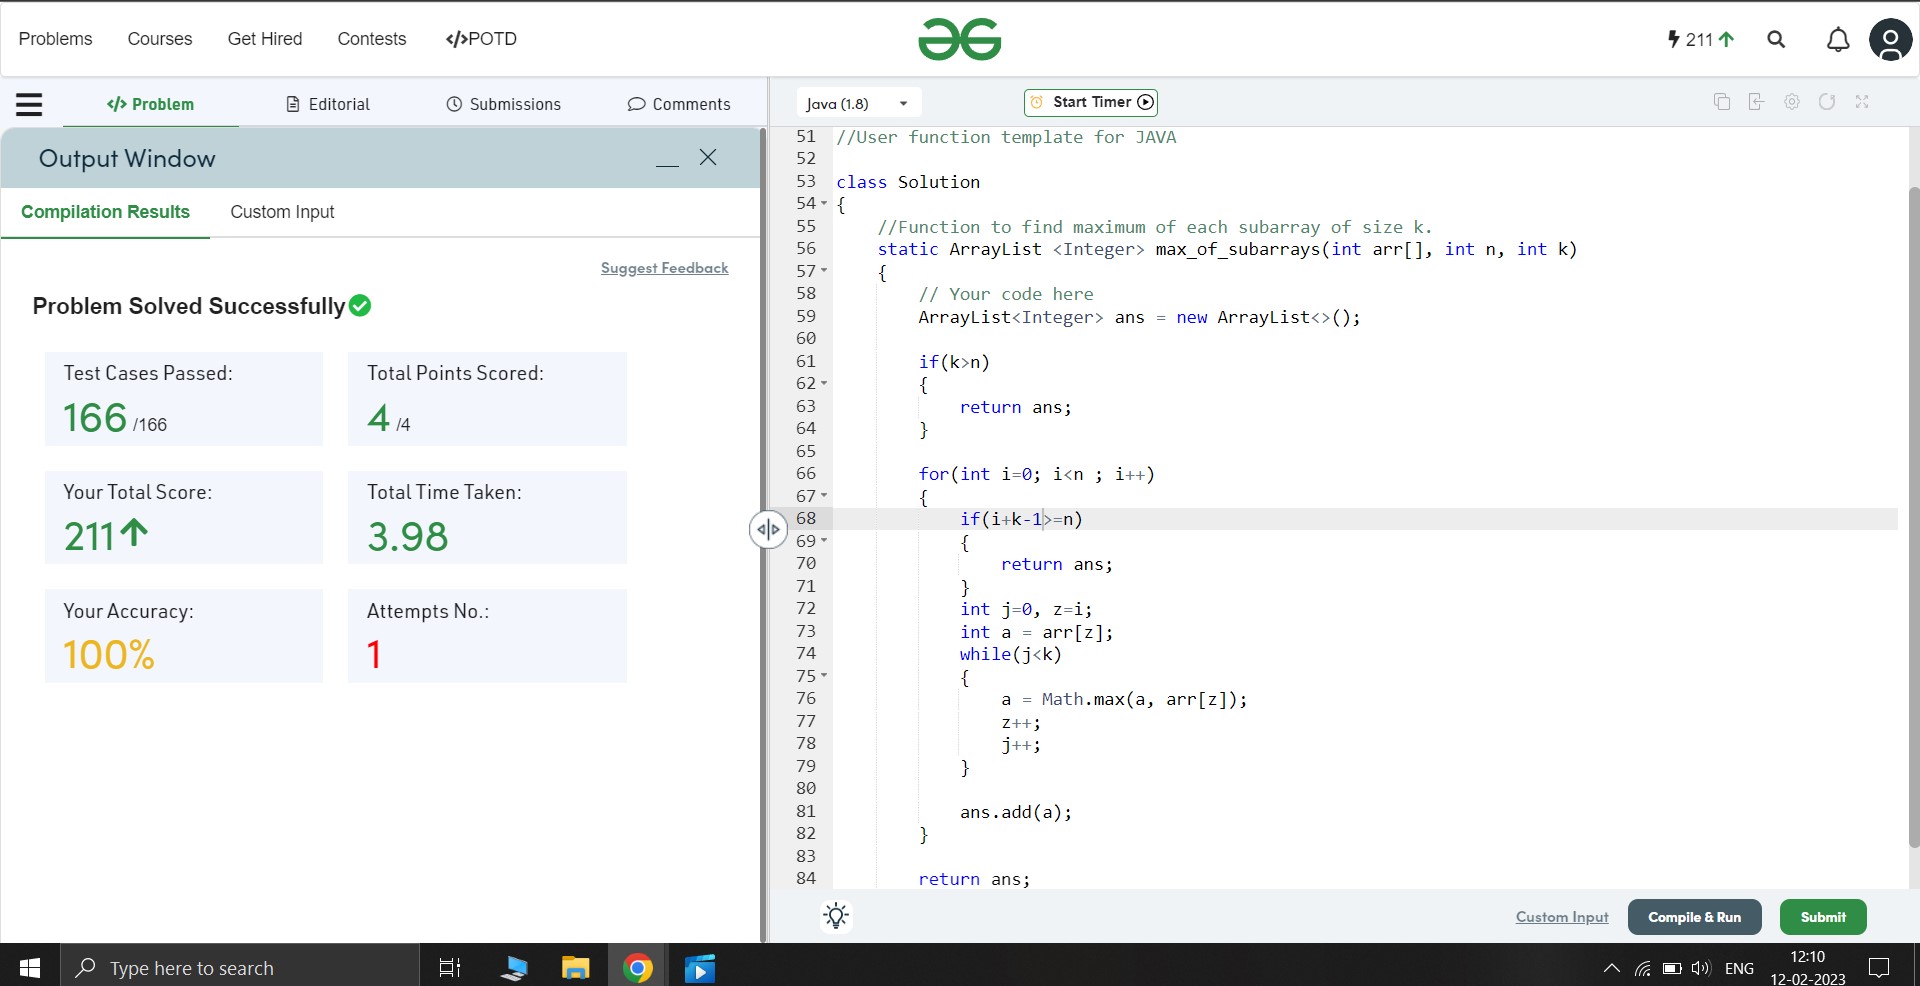 Problems Courses Get Hired Contests </>POTD
211
</> Problem Editorial Submissions Comments
Output Window
Compilation Results Custom Input
Suggest Feedback
Problem Solved Successfully
Test Cases Passed: Total Points Scored:
166 /166 4 /4
Your Total Score: Total Time Taken:
211 3.98
Your Accuracy: Attempts No.:
100% 1
Java (1.8) Start Timer
51 //User function template for JAVA
52
53 class Solution
54 {
55 //Function to find maximum of each subarray of size k.
56 static ArrayList <Integer> max_of_subarrays(int arr[], int n, int k)
57 {
58 // Your code here
59 ArrayList<Integer> ans = new ArrayList<>();
60
61 if(k>n)
62 {
63 return ans;
64 }
65
66 for(int i=0; i<n ; i++)
67 {
68 if(i+k-1>=n)
69 {
70 return ans;
71 }
72 int j=0, z=i;
73 int a = arr[z];
74 while(j<k)
75 {
76 a = Math.max(a, arr[z]);
77 z++;
78 j++;
79 }
80
81 ans.add(a);
82 }
83
84 return ans;
Custom Input Compile & Run Submit
Type here to search
ENG
12:10
12-02-2023